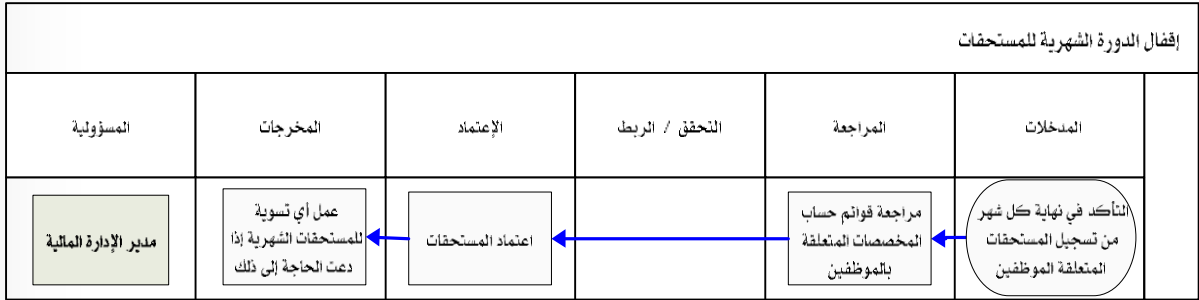 إقفال الدورة الشهرية للمستحقات
المدخلات
المراجعة
التحقق / الربط
الإعتماد
المخرجات
المسؤولية
التأكد في نهاية كل شهر
من تسجيل المستحقات
المتعلقة الموظفين
مراجعة قوائم حساب
المخصصات المتعلقة
بالموظفين
اعتماد المستحقات
عمل أي تسوية
للمستحقات الشهرية إذا
دعت الحاجة إلى ذلك
مدير الإدارة المالية